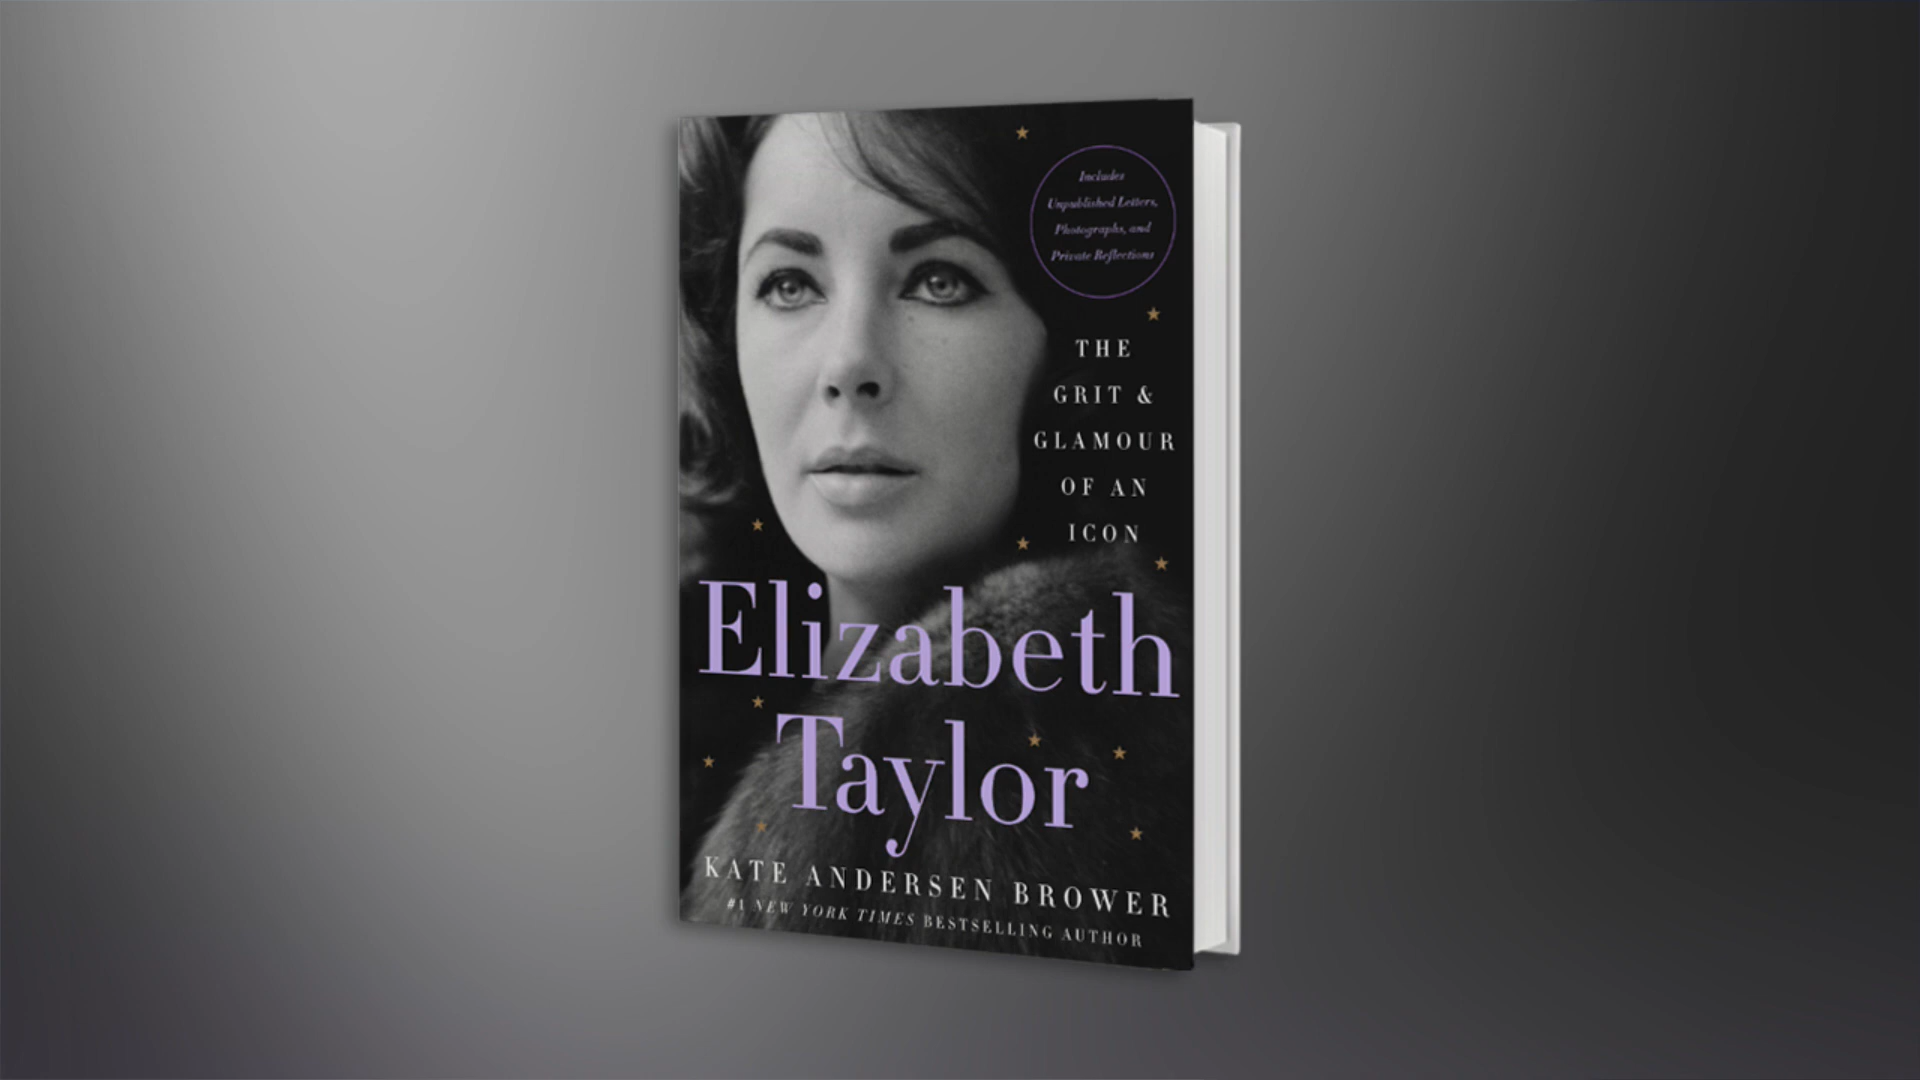 Includes
Unpublished Letters,
Photographs, and
Private Reflections
THE
GRIT &
GLAMOUR
OF AN
ICON
Elizabeth
Taylor
KATE ANDERSEN BROWER
#1 NEW YORK TIMES BESTSELLING AUTHOR